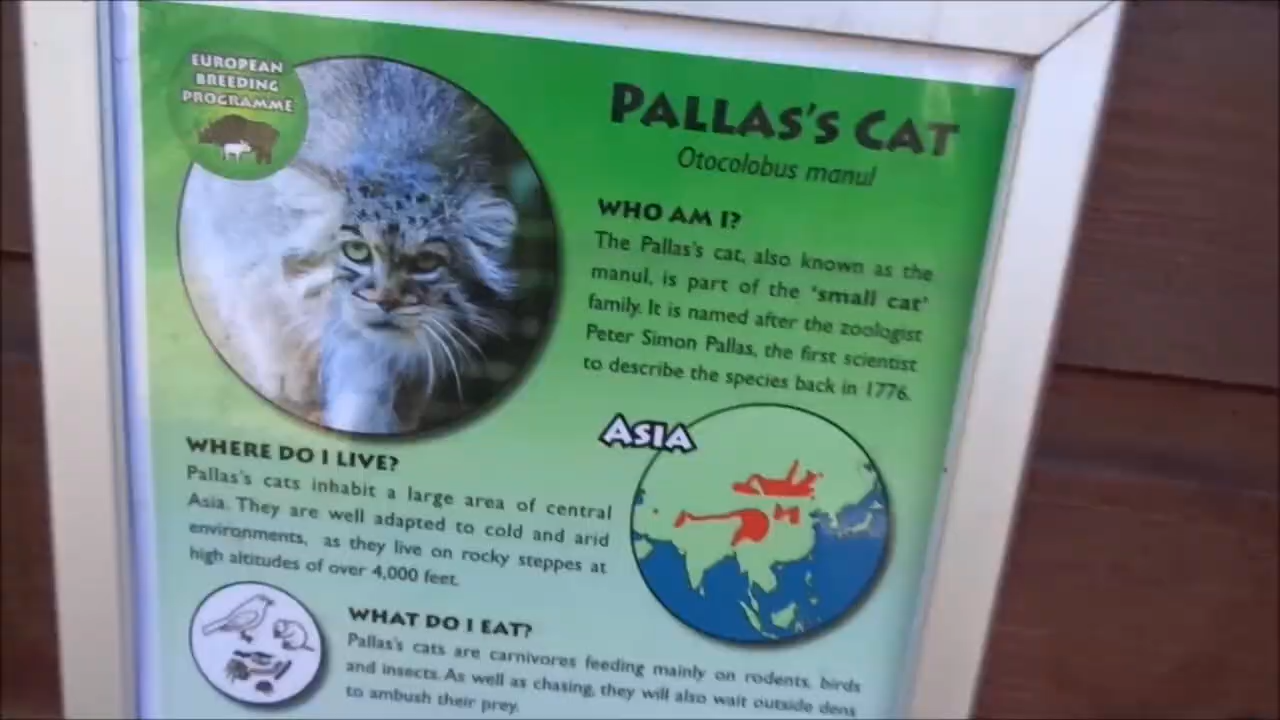 EUROPEAN
BREEDING
PROGRAMME
PALLAS'S CAT
Otocolobus manul
WHO AM I?
The Pallas's cat, also known as the
manul, is part of the 'small cat'
family. It is named after the zoologist
Peter Simon Pallas, the first scientist
to describe the species back in 1776.
ASIA
WHERE DO I LIVE?
Pallas's cats inhabit a large area of central
Asia. They are well adapted to cold and arid
environments, as they live on rocky steppes at
high altitudes of over 4,000 feet.
WHAT DO I EAT?
Pallas's cats are carnivores feeding mainly on rodents, birds
and insects. As well as chasing, they will also wait outside dens
to ambush their prey.